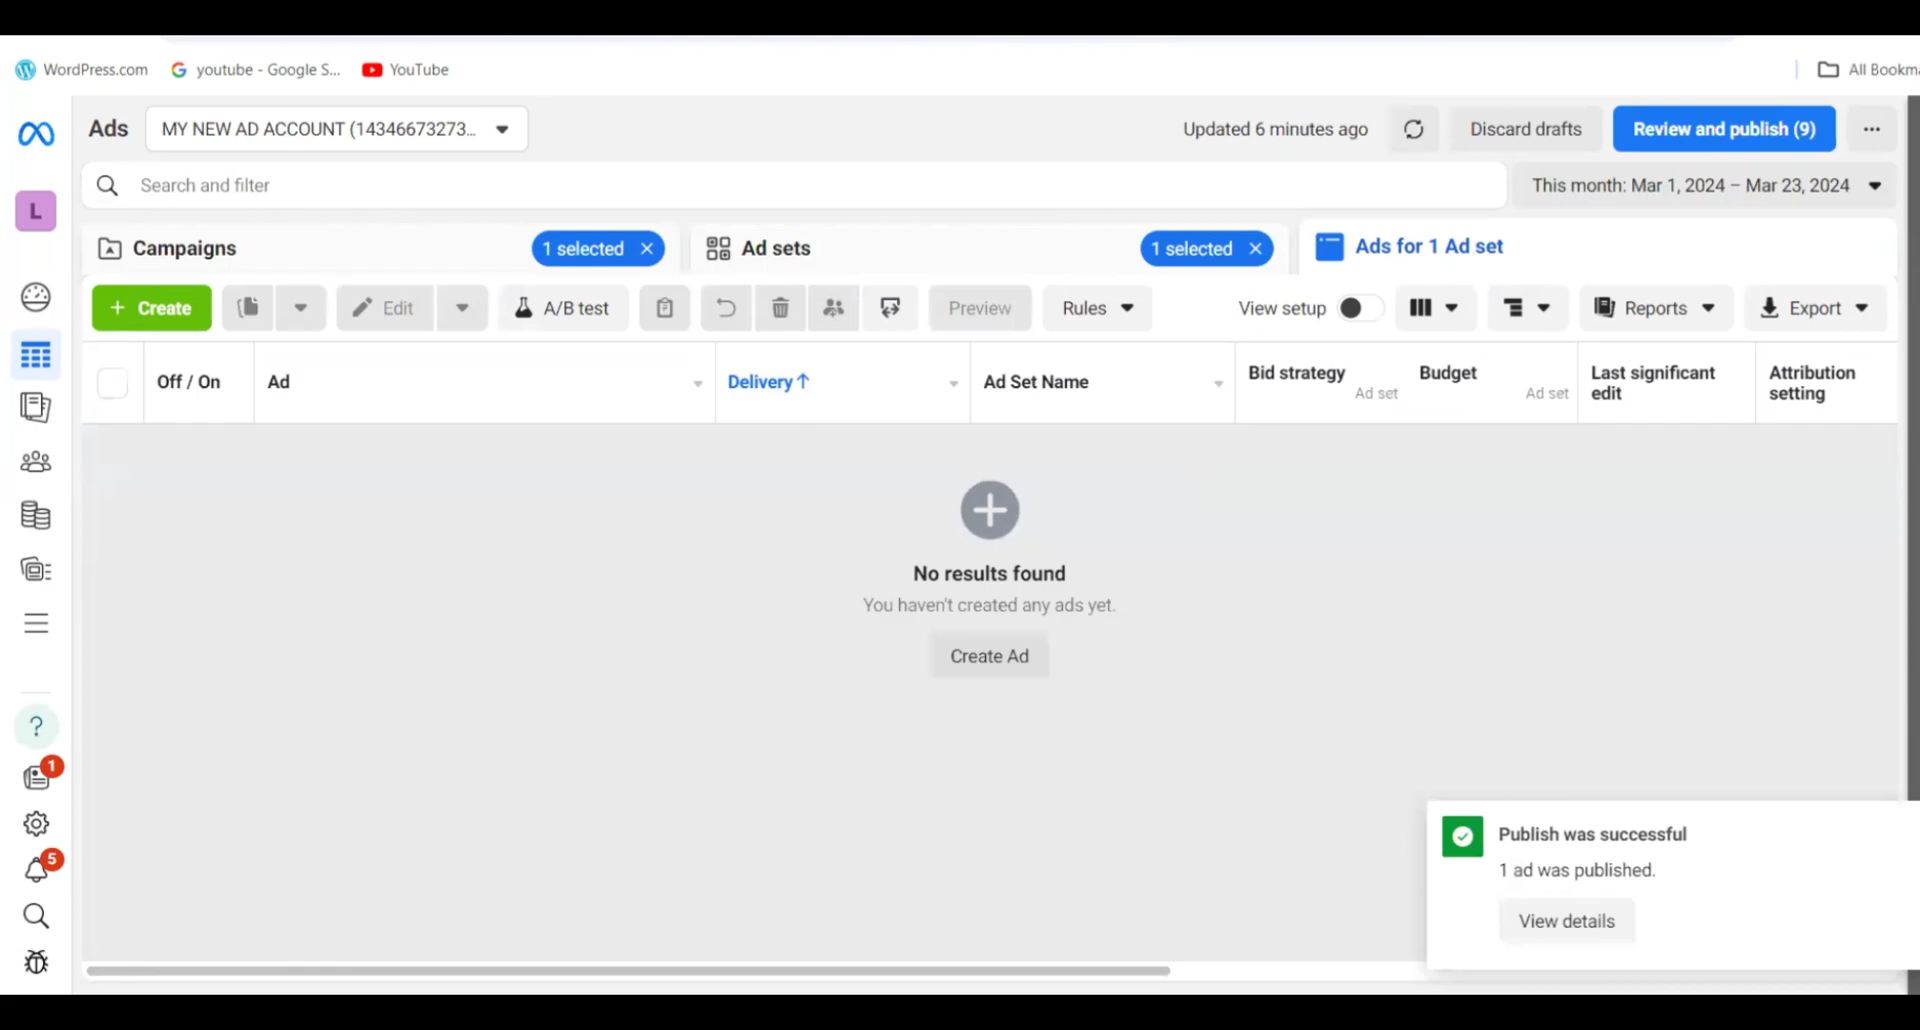 WordPress.com youtube - Google S... YouTube All Bookma
Ads MY NEW AD ACCOUNT (14346673273... Updated 6 minutes ago Discard drafts Review and publish (9) ...
Search and filter This month: Mar 1, 2024 – Mar 23, 2024
L
Campaigns 1 selected × Ad sets 1 selected × Ads for 1 Ad set
+ Create Edit A/B test Preview Rules View setup Reports Export
Off / On Ad Delivery↑ Ad Set Name Bid strategy Budget Last significant Attribution
Ad set Ad set edit setting
No results found
You haven't created any ads yet.
Create Ad
?
1
5
Publish was successful
1 ad was published.
View details